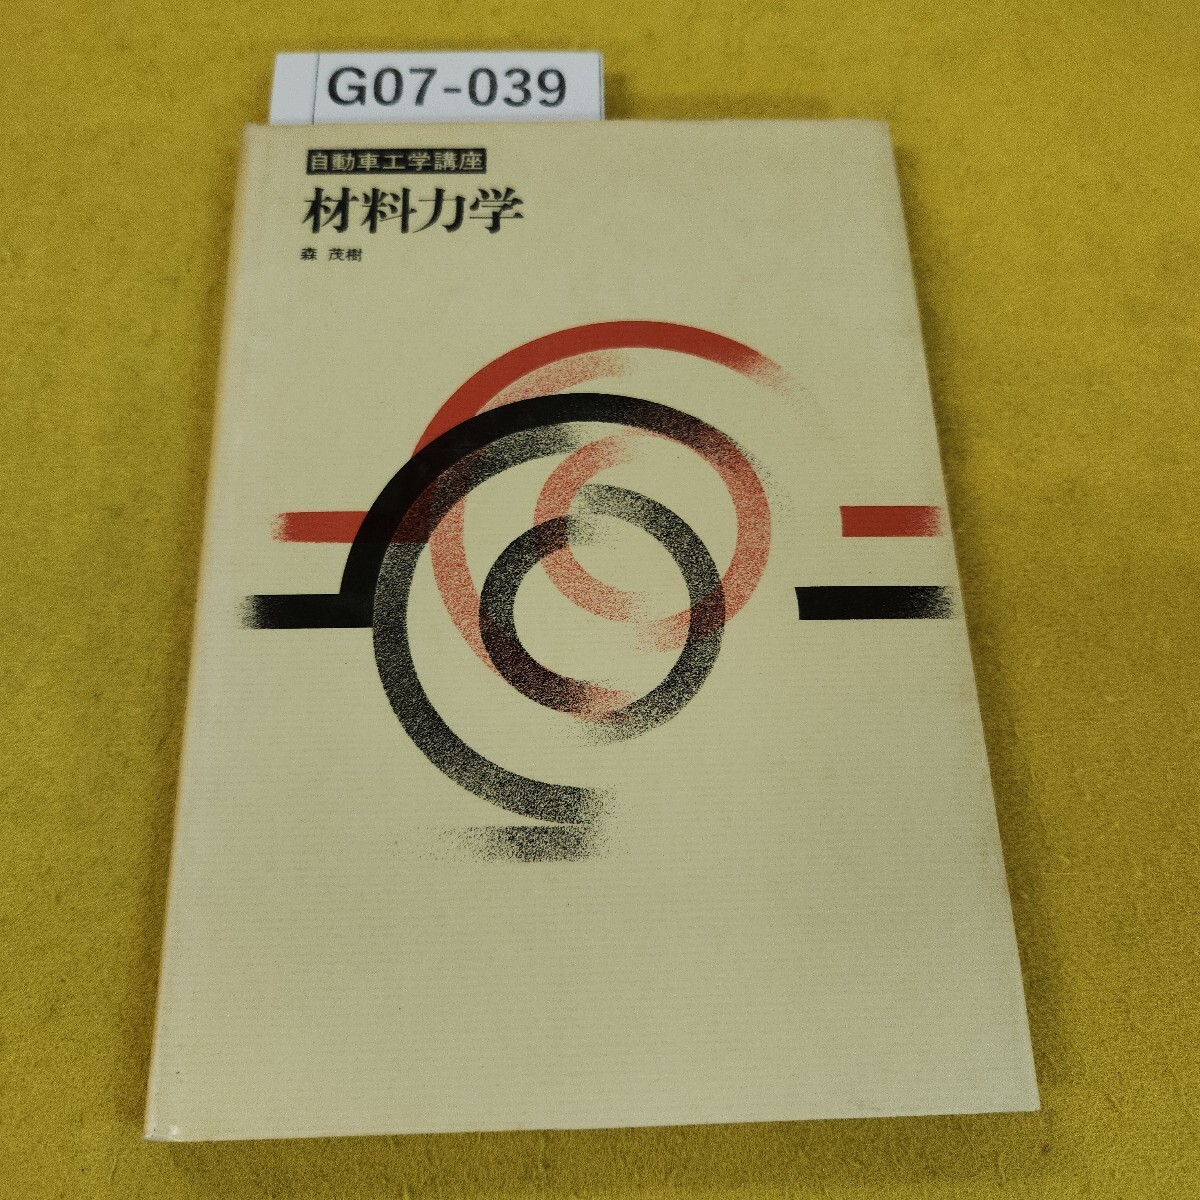 G07-039
自動車工学講座
材料力学
森 茂樹